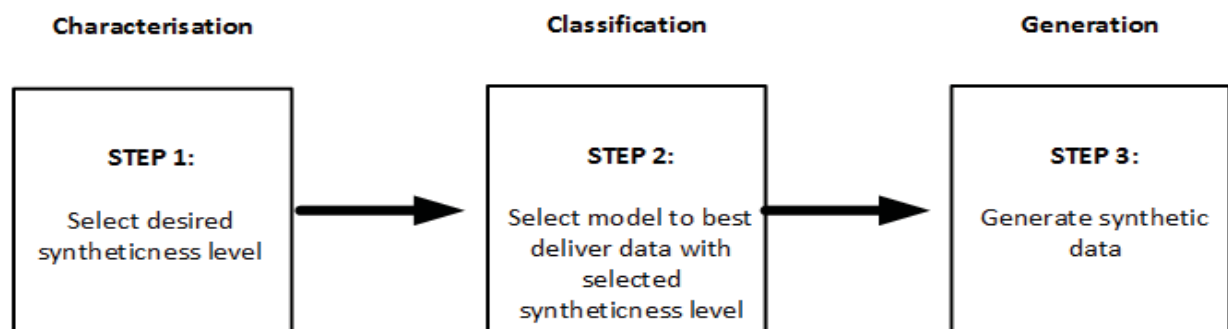 Characterisation
Classification
Generation
STEP 1:
Select desired
syntheticness level
STEP 2:
Select model to best
deliver data with
selected
syntheticness level
STEP 3:
Generate synthetic
data